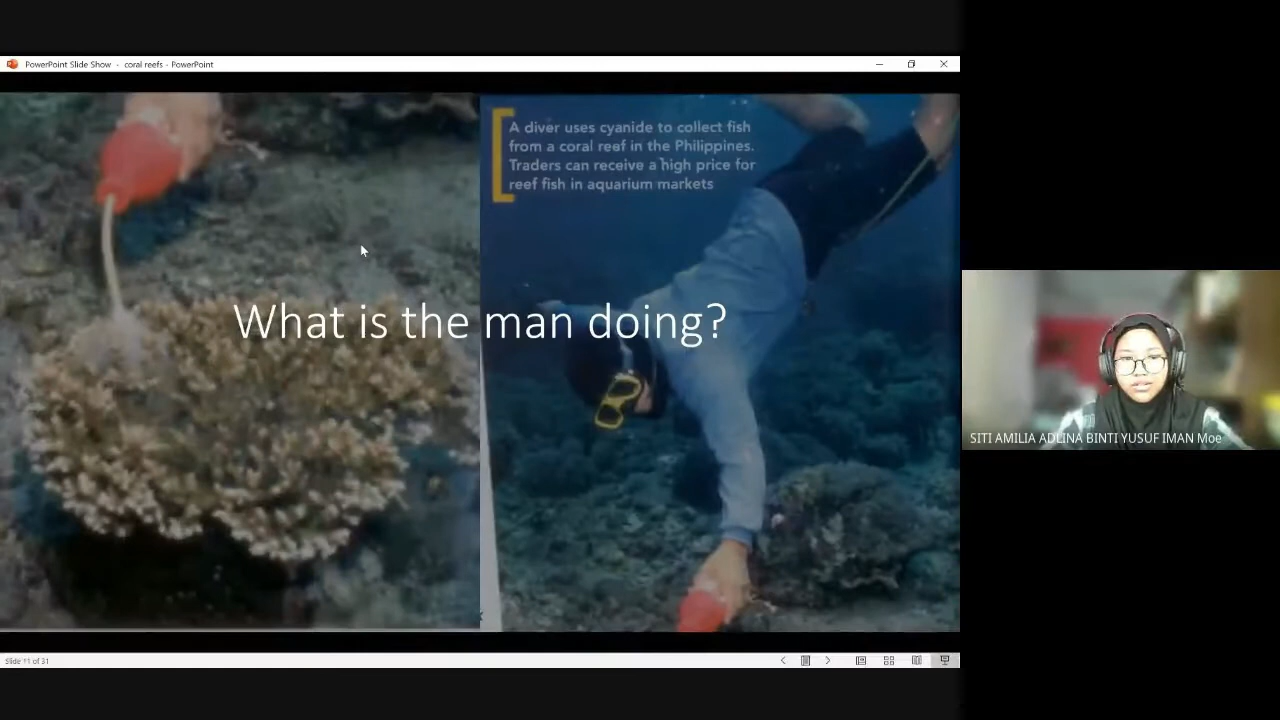 PowerPoint Slide Show - coral reefs - PowerPoint
A diver uses cyanide to collect fish
from a coral reef in the Philippines.
Traders can receive a high price for
reef fish in aquarium markets
What is the man doing?
SITI AMILIA ADLINA BINTI YUSUF IMAN Moe
Slide 11 of 31